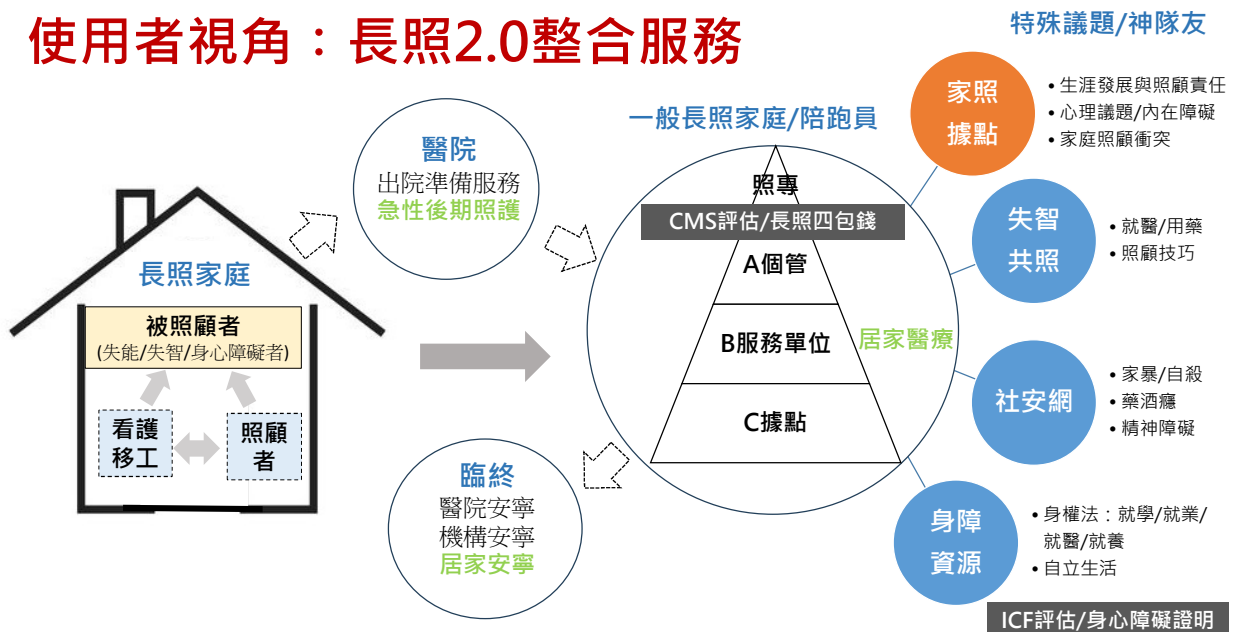 使用者視角：長照2.0整合服務
特殊議題/神隊友
長照家庭
被照顧者
(失能/失智/身心障礙者)
看護
移工
照顧
者
醫院
出院準備服務
急性後期照護
臨終
醫院安寧
機構安寧
居家安寧
一般長照家庭/陪跑員
照專
CMS評估/長照四包錢
A個管
B服務單位
C據點
居家醫療
家照
據點
• 生涯發展與照顧責任
• 心理議題/內在障礙
• 家庭照顧衝突
失智
共照
• 就醫/用藥
• 照顧技巧
社安網
• 家暴/自殺
• 藥酒癮
• 精神障礙
身障
資源
• 身權法：就學/就業/
就醫/就養
• 自立生活
ICF評估/身心障礙證明